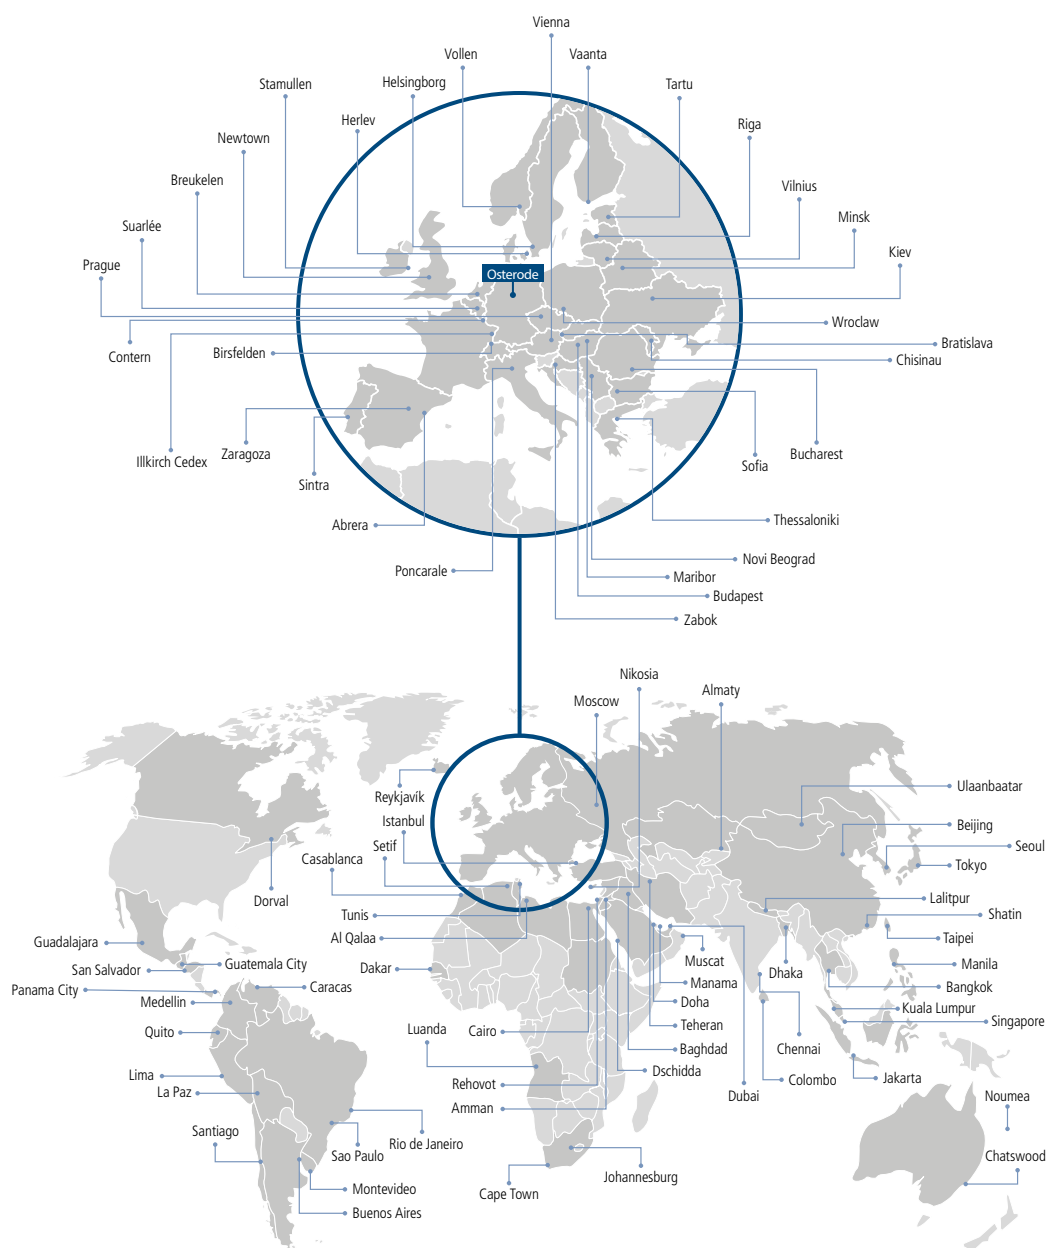 Vienna
Vollen
Vaanta
Stamullen
Helsingborg
Tartu
Herlev
Riga
Newtown
Breukelen
Vilnius
Suarlée
Minsk
Prague
Kiev
Osterode
Wroclaw
Contern
Birsfelden
Bratislava
Chisinau
Illkirch Cedex
Zaragoza
Sofia
Bucharest
Sintra
Abrera
Thessaloniki
Poncarale
Novi Beograd
Maribor
Budapest
Zabok
Nikosia
Moscow
Almaty
Reykjavík
Ulaanbaatar
Istanbul
Beijing
Setif
Seoul
Casablanca
Tokyo
Dorval
Lalitpur
Tunis
Shatin
Al Qalaa
Taipei
Guadalajara
Guatemala City
Muscat
Manila
San Salvador
Dakar
Dhaka
Panama City
Caracas
Manama
Bangkok
Medellin
Doha
Kuala Lumpur
Quito
Luanda
Cairo
Teheran
Singapore
Baghdad
Chennai
Lima
Rehovot
Dschidda
Colombo
Jakarta
La Paz
Amman
Dubai
Noumea
Santiago
Rio de Janeiro
Sao Paulo
Chatswood
Johannesburg
Montevideo
Cape Town
Buenos Aires